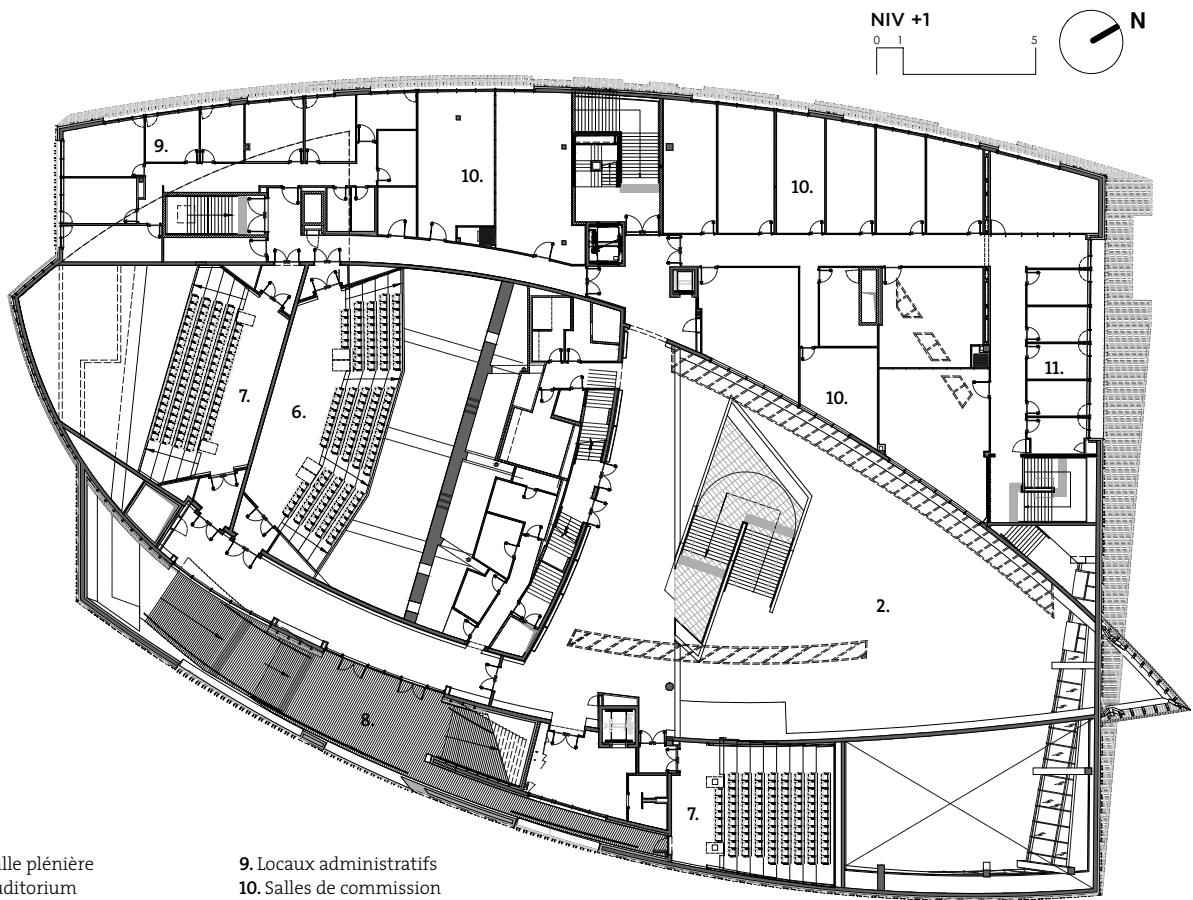 NIV +1
N
0 1 5
9.
10.
10.
7.
6.
10.
11.
2.
8.
7.
lle plénière
uditorium
9. Locaux administratifs
10. Salles de commission